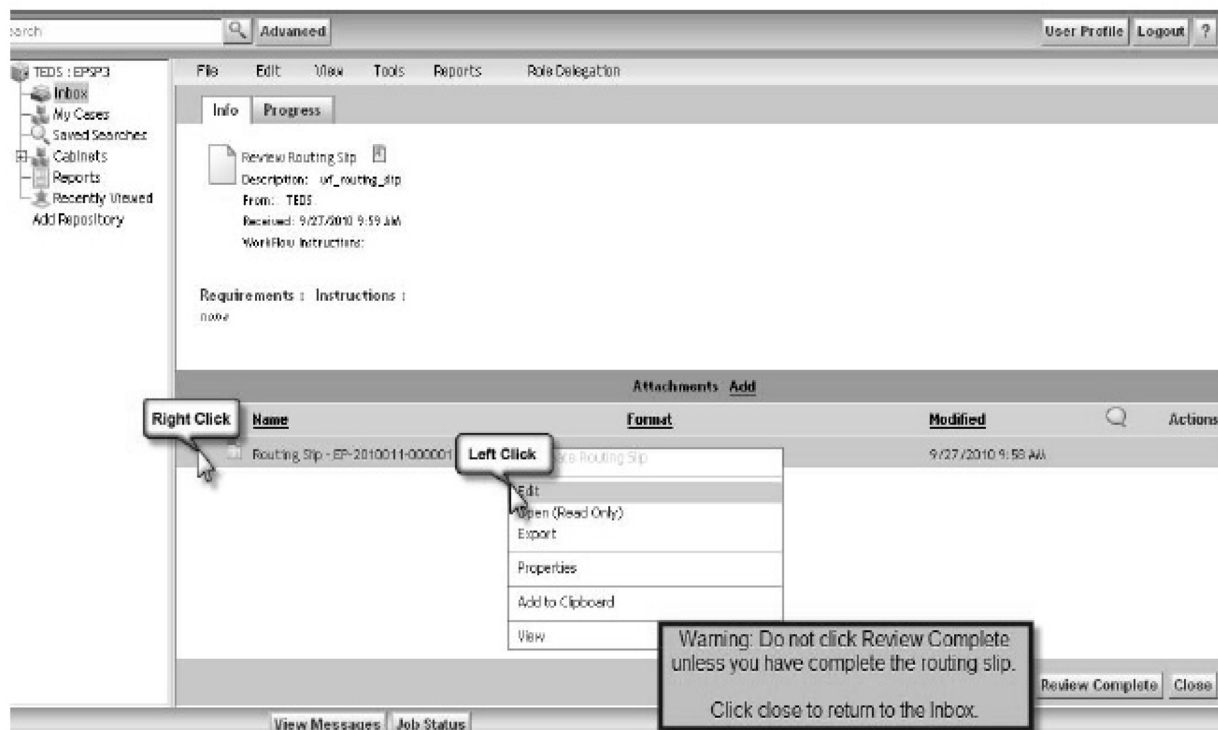 earch Advanced User Profile Logout ?
TEDS : EPSP3
Inbox
My Cases
Saved Searches
Cabinets
Reports
Recently Viewed
Add Repository
File Edit View Tools Reports Role Delegation
Info Progress
Review Routing Slip
Description: wf_routing_slip
From: TEDS
Received: 9/27/2010 9:59 AM
WorkFlow Instructions:
Requirements : Instructions :
none
Attachments Add
Right Click
Name Format Modified Actions
Routing Slip - EP-2010011-000001
9/27/2010 9:58 AM
Left Click
Routing Slip
Edit
Open (Read Only)
Export
Properties
Add to Clipboard
View
Warning: Do not click Review Complete
unless you have complete the routing slip.
Click close to return to the Inbox.
Review Complete Close
View Messages Job Status